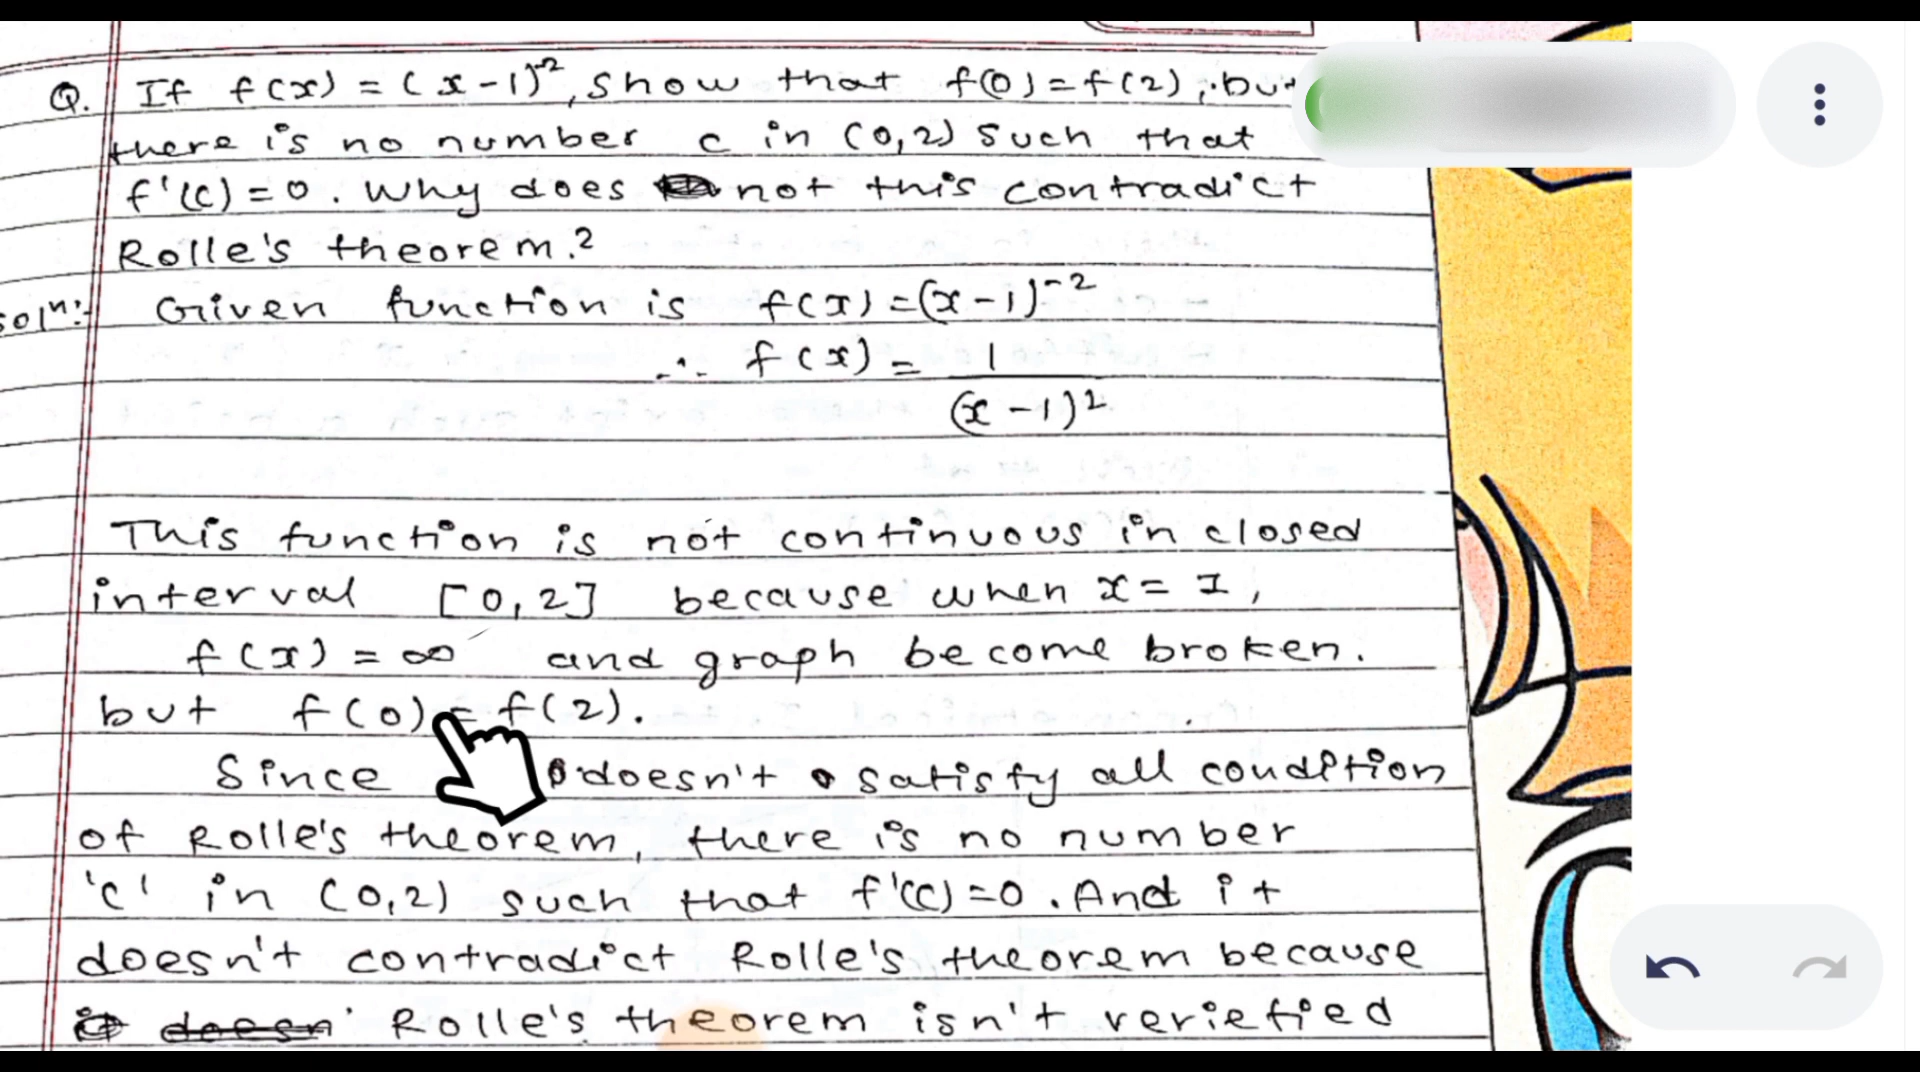 Q. If f(x) = (x-1)⁻², show that f(0) = f(2), but
there is no number c in (0,2) such that
f'(c) = 0. Why does not this contradict
Rolle's theorem?
Solⁿ: Given function is f(x) = (x-1)⁻²
∴ f(x) = 1
(x-1)²
This function is not continuous in closed
interval [0,2] because when x = 1,
f(x) = ∞ and graph become broken.
but f(0) = f(2).
Since doesn't satisfy all condition
of Rolle's theorem, there is no number
'c' in (0,2) such that f'(c) = 0. And it
doesn't contradict Rolle's theorem because
Rolle's theorem isn't veriefied